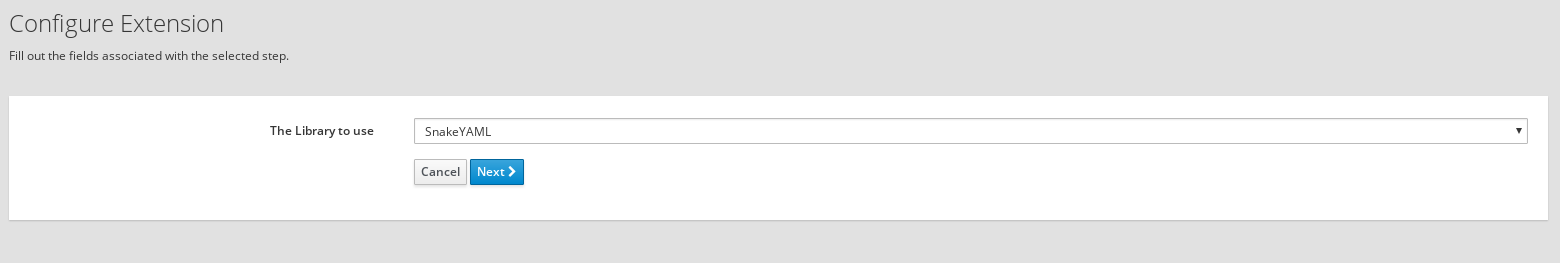 Configure Extension
Fill out the fields associated with the selected step.
The Library to use
SnakeYAML
Cancel
Next